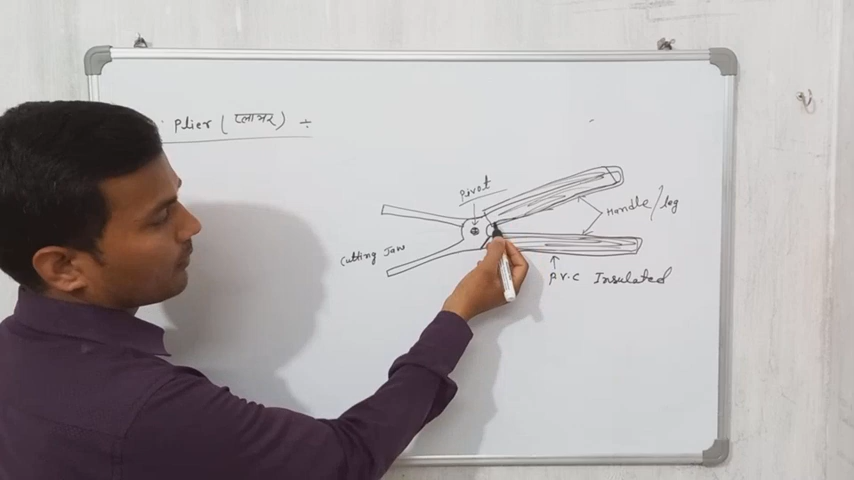 Plier (प्लायर) ÷
Pivot
Handle/leg
Cutting Jaw
P.V.C Insulated